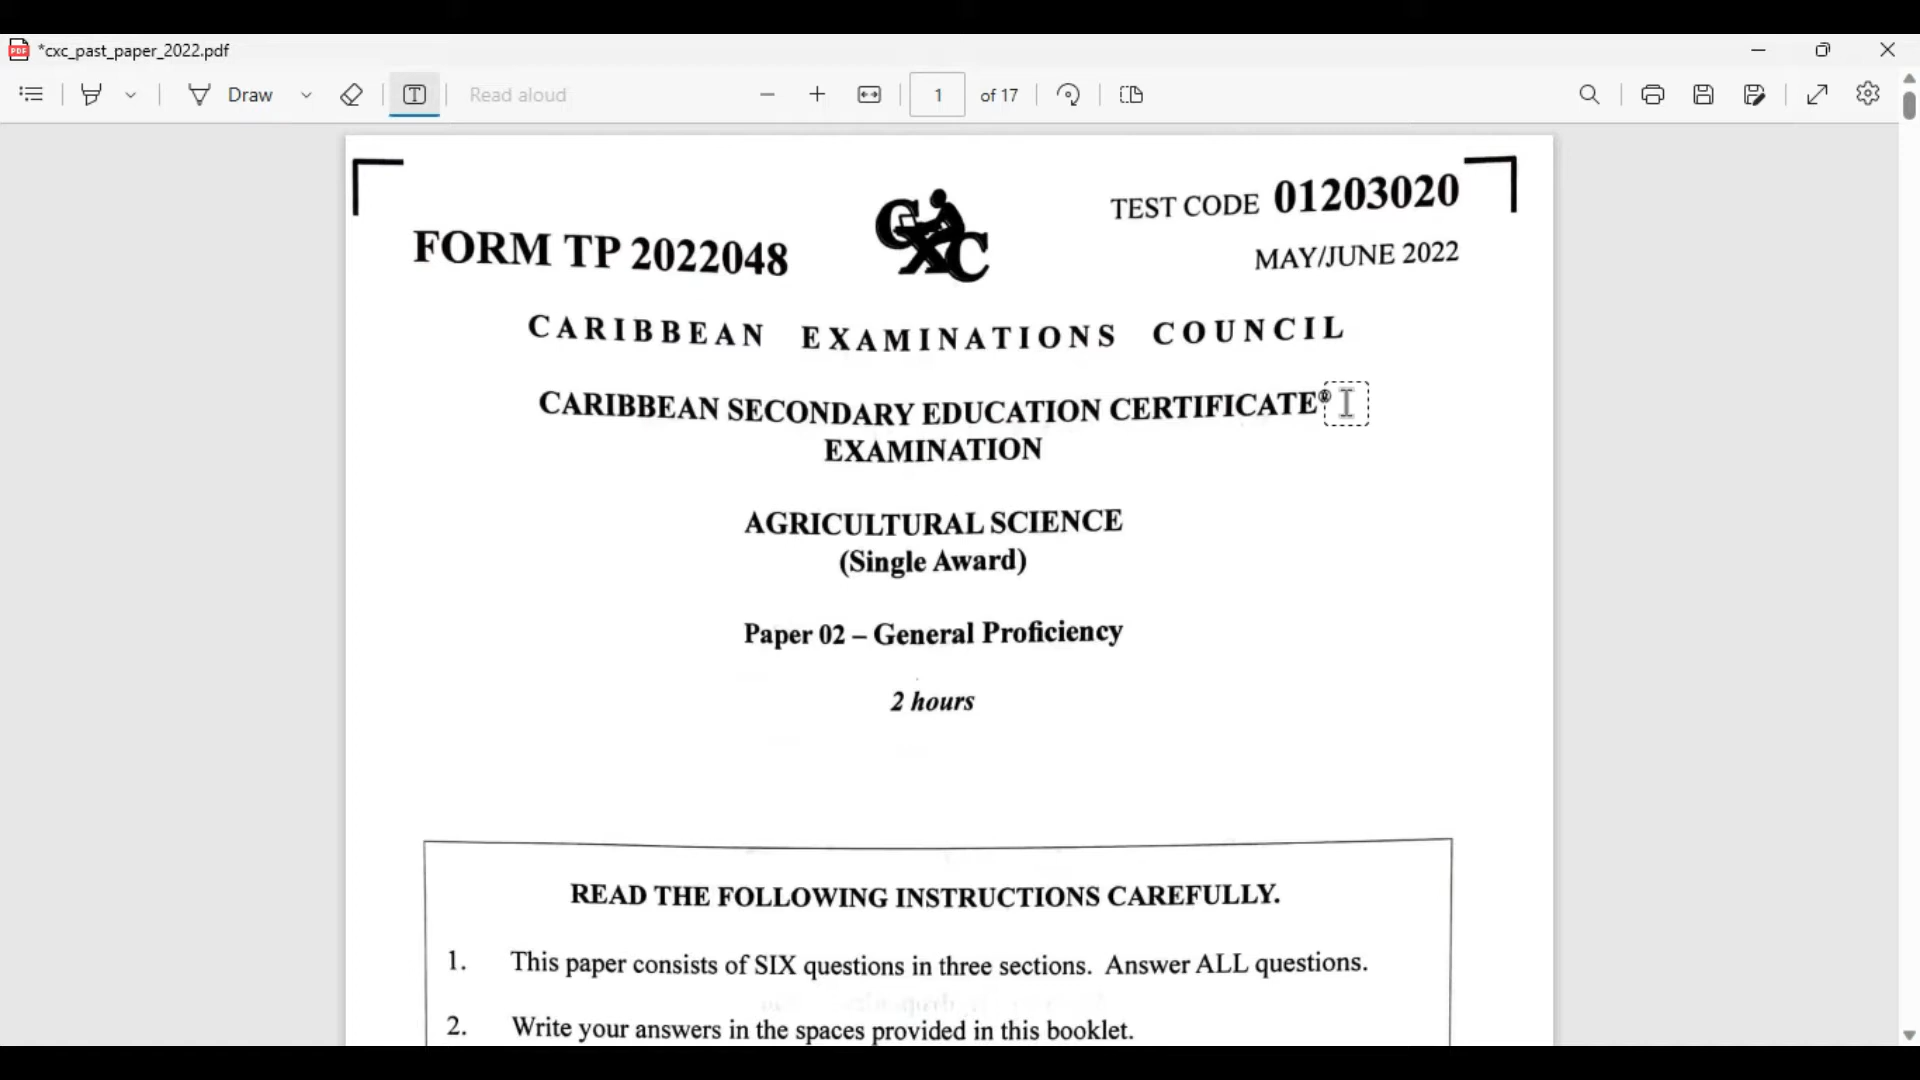 *cxc_past_paper_2022.pdf
Draw
Read aloud
1 of 17
TEST CODE 01203020
FORM TP 2022048
CXC
MAY/JUNE 2022
CARIBBEAN EXAMINATIONS COUNCIL
CARIBBEAN SECONDARY EDUCATION CERTIFICATE®
EXAMINATION
AGRICULTURAL SCIENCE
(Single Award)
Paper 02 – General Proficiency
2 hours
READ THE FOLLOWING INSTRUCTIONS CAREFULLY.
1. This paper consists of SIX questions in three sections. Answer ALL questions.
2. Write your answers in the spaces provided in this booklet.